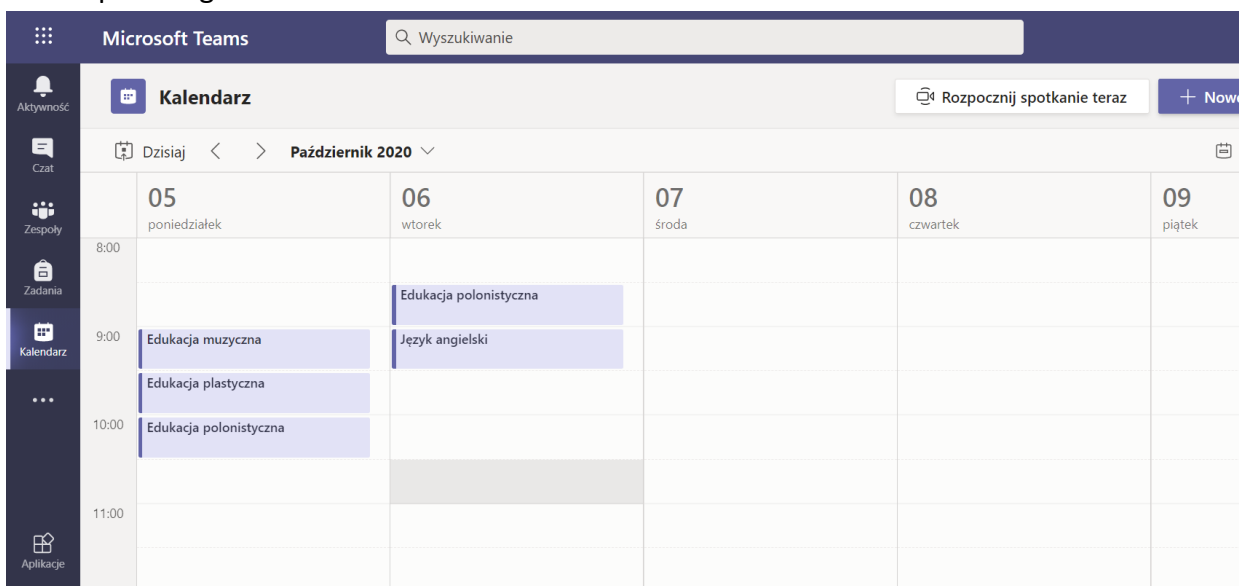 Microsoft Teams
Wyszukiwanie
Aktywność
Kalendarz
Rozpocznij spotkanie teraz
Czat
Dzisiaj
Październik 2020
05
06
07
08
09
Zespoły
poniedziałek
wtorek
środa
czwartek
piątek
8:00
Zadania
Edukacja polonistyczna
Kalendarz
9:00
Edukacja muzyczna
Język angielski
Edukacja plastyczna
10:00
Edukacja polonistyczna
11:00
Aplikacje